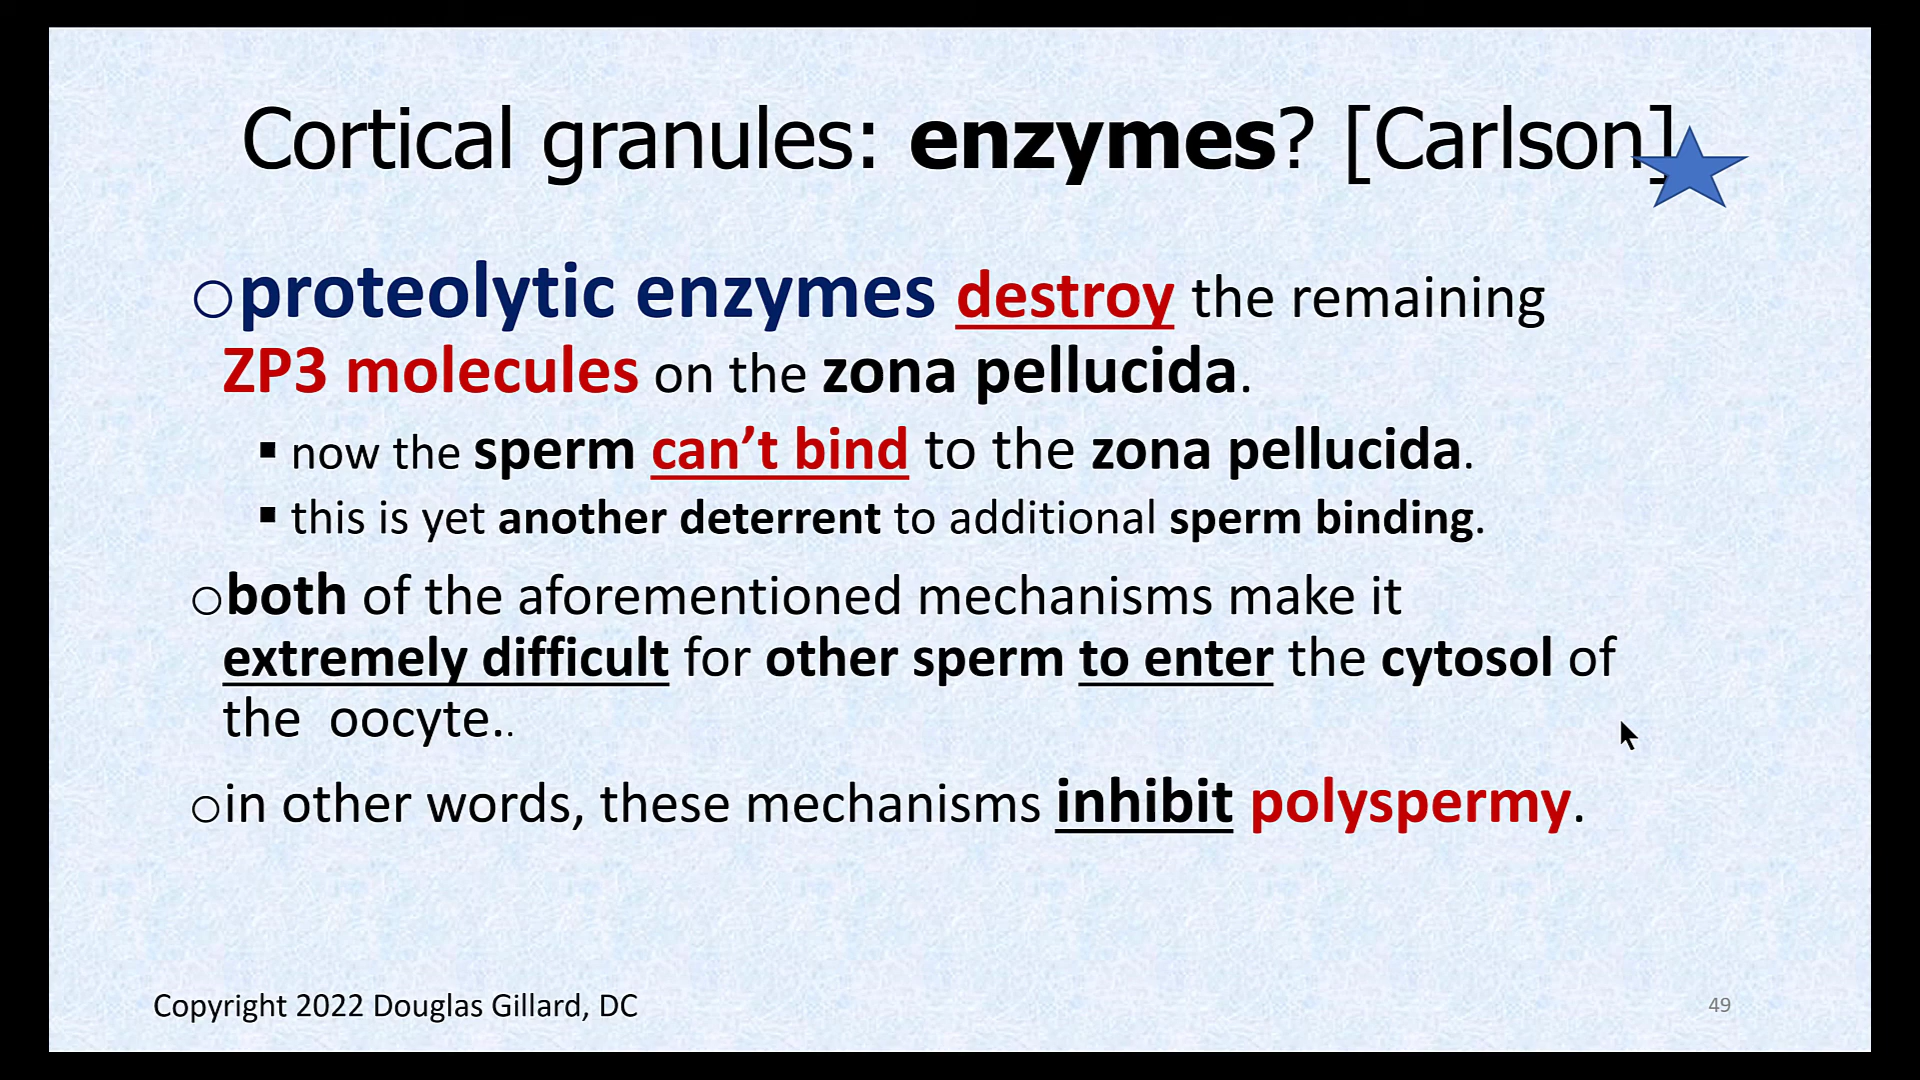 Cortical granules: enzymes? [Carlson]
oproteolytic enzymes destroy the remaining
ZP3 molecules on the zona pellucida.
▪ now the sperm can’t bind to the zona pellucida.
▪ this is yet another deterrent to additional sperm binding.
oboth of the aforementioned mechanisms make it
extremely difficult for other sperm to enter the cytosol of
the oocyte..
oin other words, these mechanisms inhibit polyspermy.
Copyright 2022 Douglas Gillard, DC
49